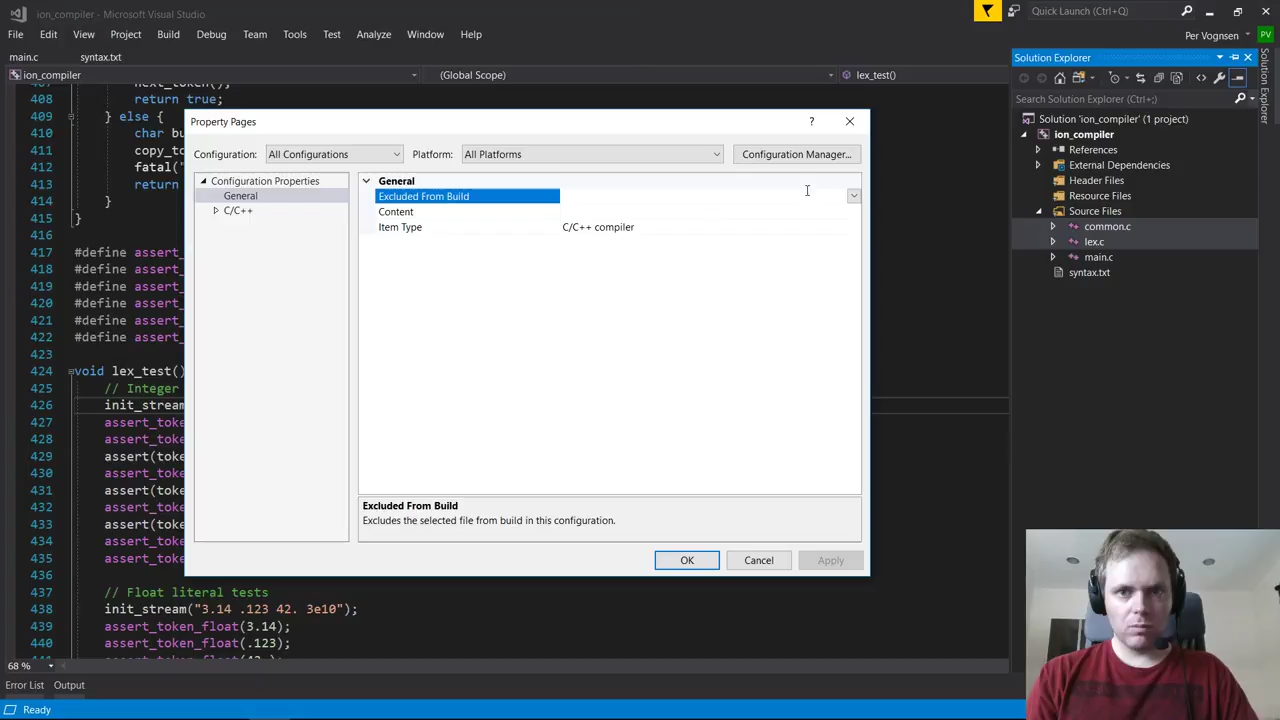 ion_compiler - Microsoft Visual Studio
Quick Launch (Ctrl+Q)
File Edit View Project Build Debug Team Tools Test Analyze Window Help
Per Vognsen PV
main.c syntax.txt
ion_compiler (Global Scope) lex_test()
next_token();
408 return true;
409 } else {
410 char bu
411 copy_to
412 fatal("
413 return
414 }
415 }
416
417 #define assert_
418 #define assert_
419 #define assert_
420 #define assert_
421 #define assert_
422 #define assert_
423
424 void lex_test()
425 // Integer
426 init_stream
427 assert_toke
428 assert_toke
429 assert(toke
430 assert_toke
431 assert(toke
432 assert_toke
433 assert(toke
434 assert_toke
435 assert_toke
436
437 // Float literal tests
438 init_stream("3.14 .123 42. 3e10");
439 assert_token_float(3.14);
440 assert_token_float(.123);
68 %
Error List Output
Ready
Property Pages
Configuration: All Configurations Platform: All Platforms Configuration Manager...
Configuration Properties
General
C/C++
General
Excluded From Build
Content
Item Type C/C++ compiler
Excluded From Build
Excludes the selected file from build in this configuration.
OK Cancel Apply
Solution Explorer
Search Solution Explorer (Ctrl+;)
Solution 'ion_compiler' (1 project)
ion_compiler
References
External Dependencies
Header Files
Resource Files
Source Files
common.c
lex.c
main.c
syntax.txt
Solution Explorer